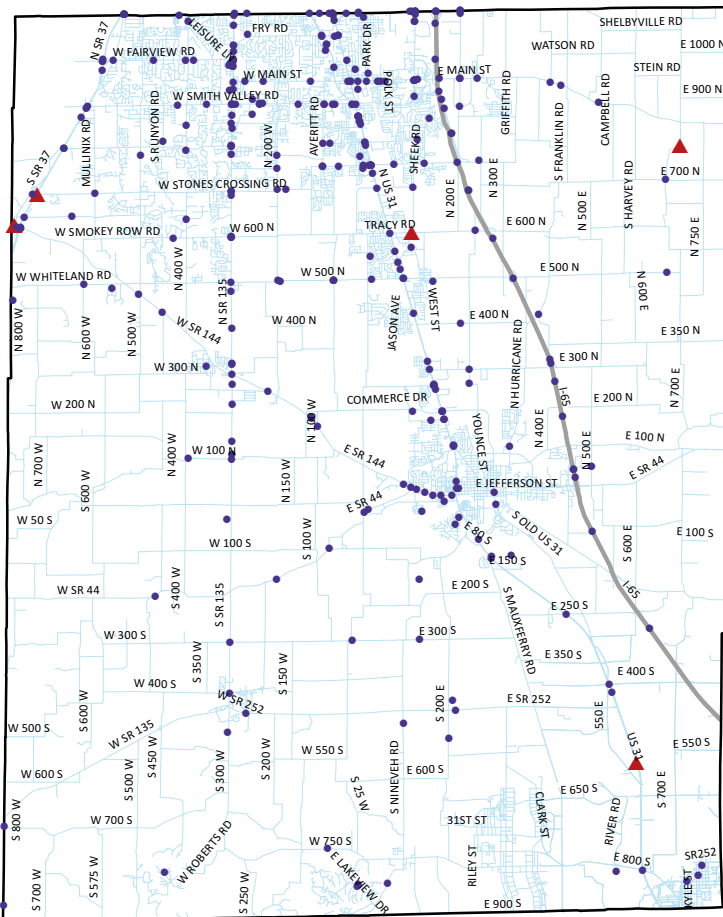 SHELBYVILLE RD
N SR 37
LEISURE LN
FRY RD
PARK DR
WATSON RD
E 1000 N
W FAIRVIEW RD
STEIN RD
W MAIN ST
POLK ST
E MAIN ST
E 900 N
W SMITH VALLEY RD
GRIFFITH RD
CAMPBELL RD
S RUNYON RD
AVERITT RD
S FRANKLIN RD
MULLINIX RD
N 200 W
SHEEK RD
S SR 37
N US 31
N 200 E
N 300 E
E 700 N
W STONES CROSSING RD
S HARVEY RD
N 500 E
N 750 E
W SMOKEY ROW RD
W 600 N
TRACY RD
E 600 N
N 400 W
W WHITELAND RD
W 500 N
E 500 N
N 600 E
N SR 135
WEST ST
JASON AVE
N 800 W
N 600 W
N 500 W
W SR 144
W 400 N
E 400 N
N HURRICANE RD
E 350 N
W 300 N
E 300 N
I-65
N 700 E
W 200 N
COMMERCE DR
E 200 N
N 100 W
YOUNCE ST
N 400 E
E 100 N
W 100 N
N 700 W
N 400 W
N 150 W
E SR 144
N 500 E
E SR 44
S 600 W
E JEFFERSON ST
E SR 44
W 50 S
S OLD US 31
E 80 S
E 100 S
W 100 S
S 100 W
E 150 S
S 600 E
W SR 44
S 400 W
S SR 135
E 200 S
I-65
S MAUXFERRY RD
E 250 S
W 300 S
E 300 S
S 350 W
S 150 W
E 350 S
W 400 S
E 400 S
W SR 252
S 200 E
E SR 252
S 600 W
550 E
W 500 S
W SR 135
US 31
E 550 S
S 450 W
S 300 W
S 200 W
W 550 S
S NINEVEH RD
E 600 S
W 600 S
S 500 W
S 25 W
E 650 S
S 700 E
S 800 W
W 700 S
31ST ST
CLARK ST
RIVER RD
W ROBERTS RD
W 750 S
RILEY ST
SR252
E 800 S
S 700 W
S 575 W
S 250 W
E LAKEVIEW DR
KYLE ST
E 900 S